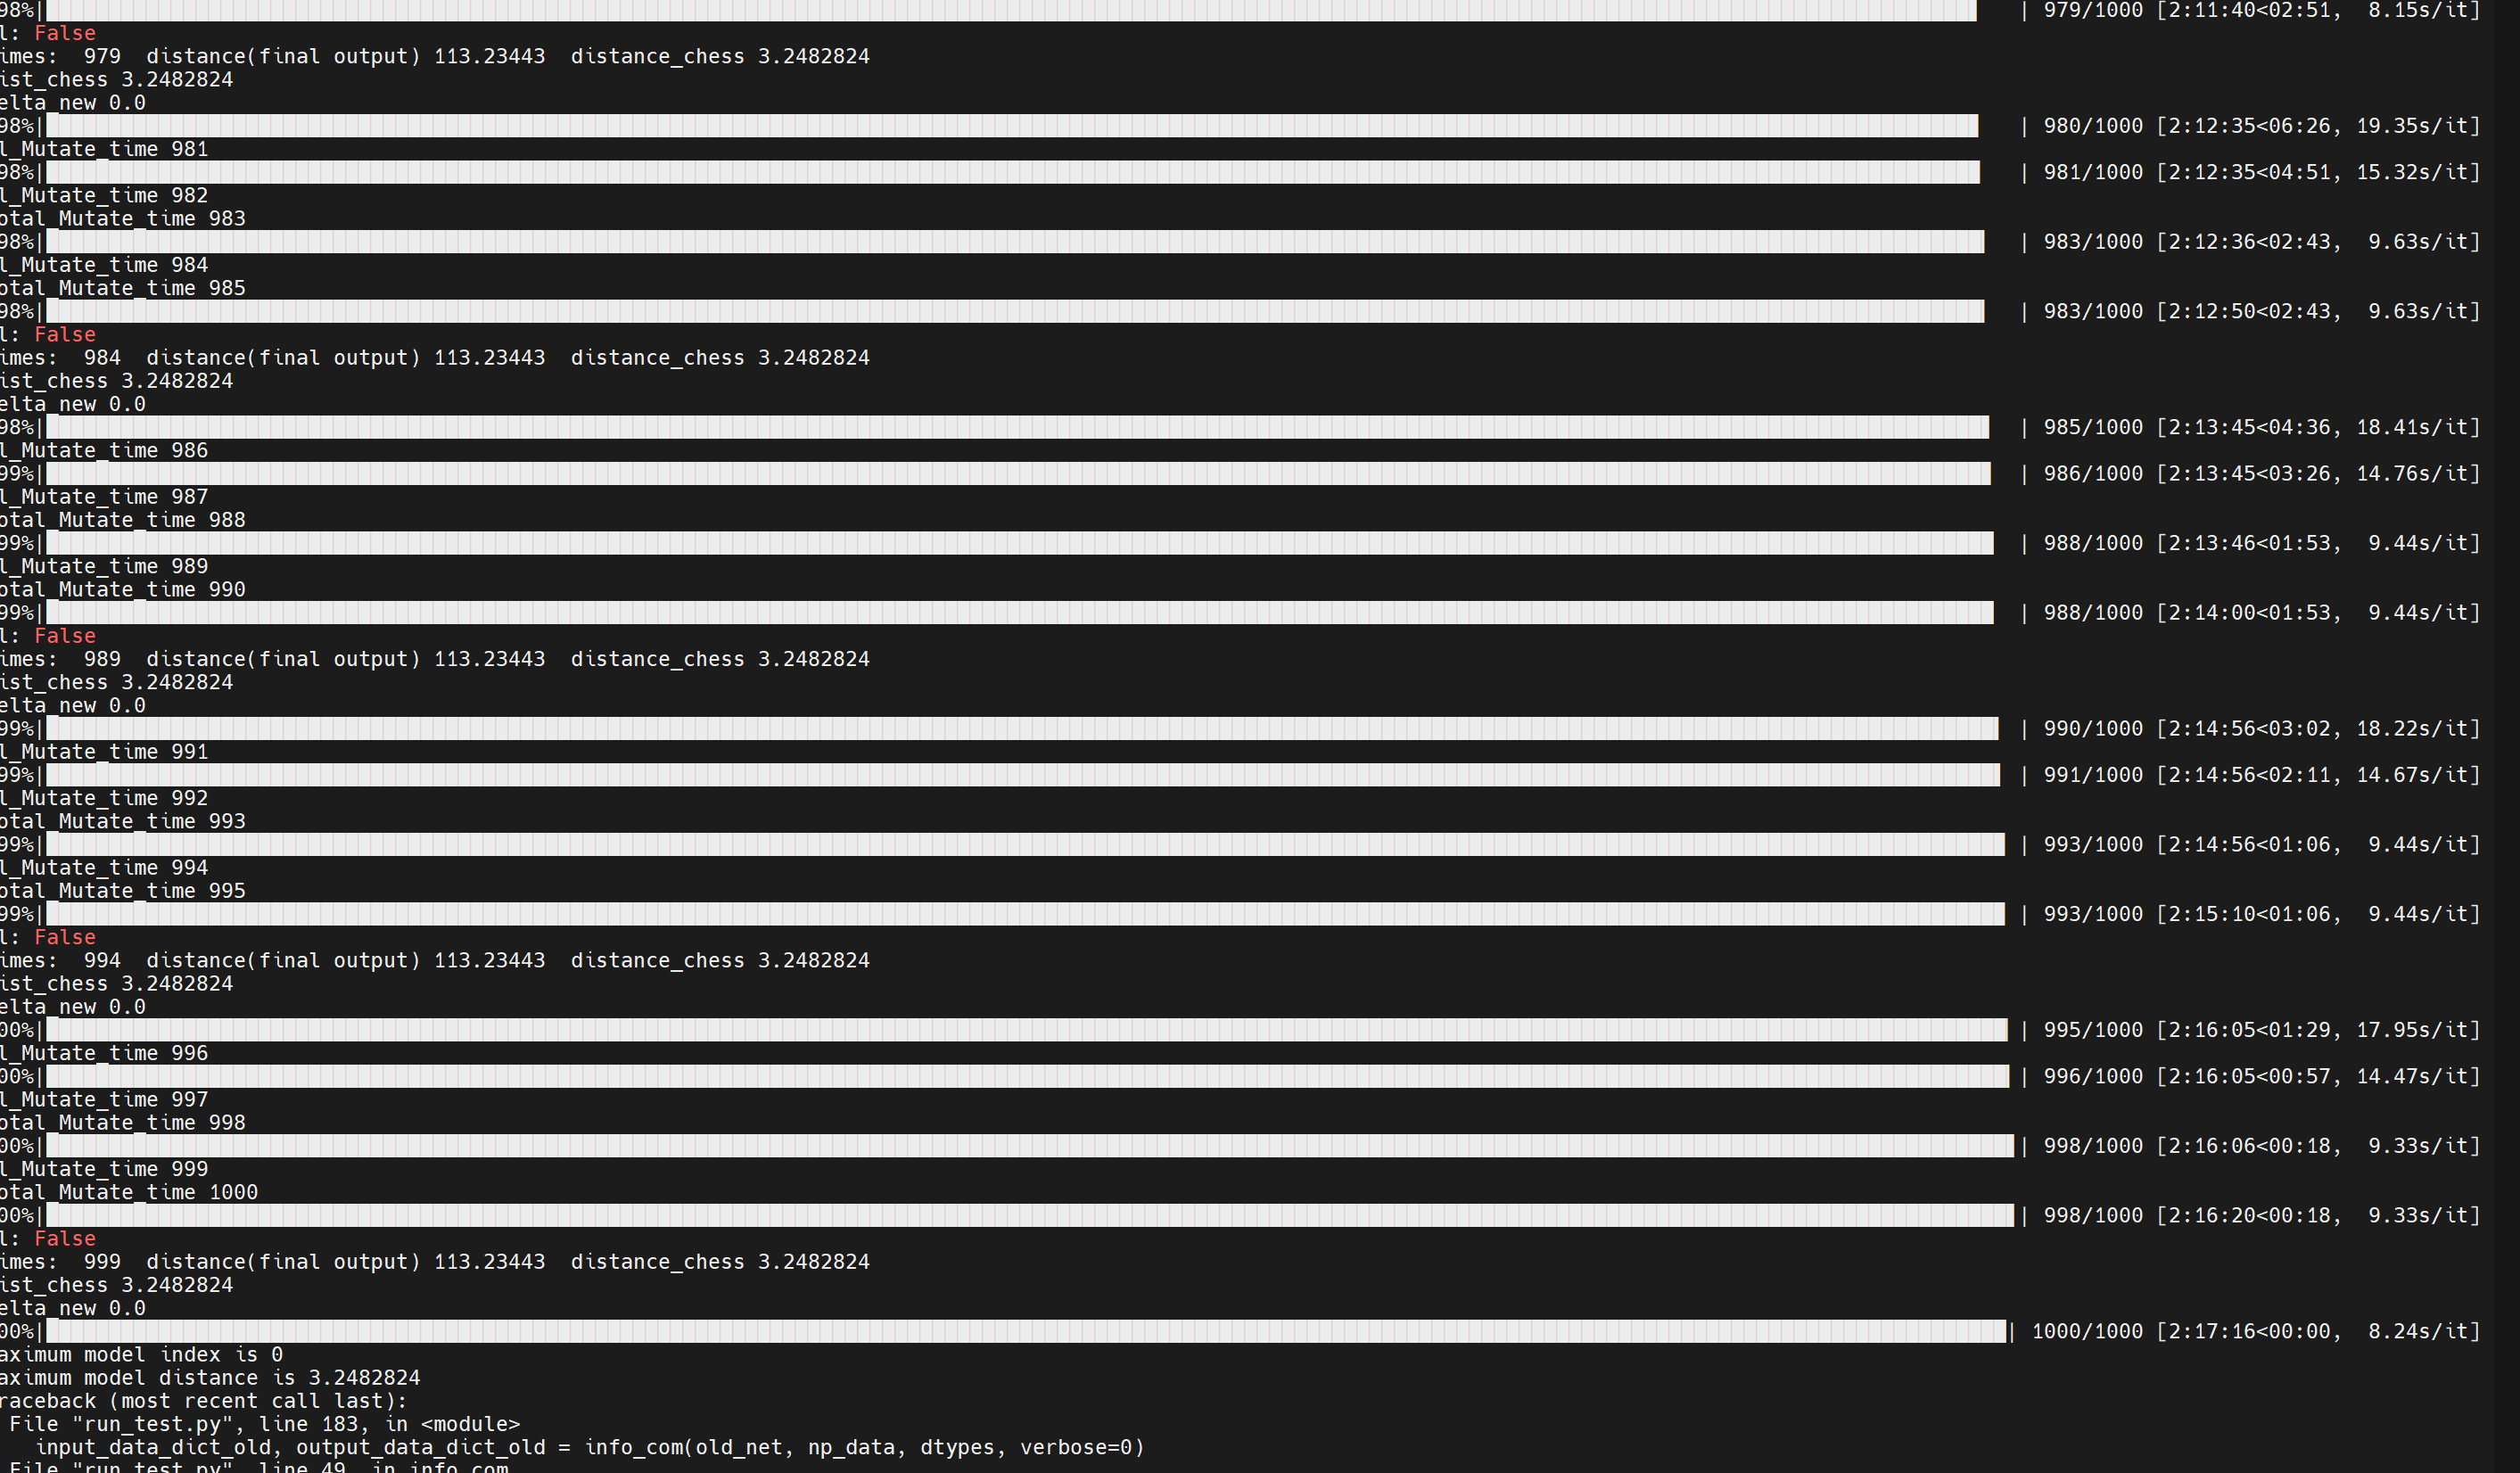 98%| | 979/1000 [2:11:40<02:51, 8.15s/it]
l: False
imes: 979 distance(final output) 113.23443 distance_chess 3.2482824
ist_chess 3.2482824
elta_new 0.0
98%| | 980/1000 [2:12:35<06:26, 19.35s/it]
l_Mutate_time 981
98%| | 981/1000 [2:12:35<04:51, 15.32s/it]
l_Mutate_time 982
otal_Mutate_time 983
98%| | 983/1000 [2:12:36<02:43, 9.63s/it]
l_Mutate_time 984
otal_Mutate_time 985
98%| | 983/1000 [2:12:50<02:43, 9.63s/it]
l: False
imes: 984 distance(final output) 113.23443 distance_chess 3.2482824
ist_chess 3.2482824
elta_new 0.0
98%| | 985/1000 [2:13:45<04:36, 18.41s/it]
l_Mutate_time 986
99%| | 986/1000 [2:13:45<03:26, 14.76s/it]
l_Mutate_time 987
otal_Mutate_time 988
99%| | 988/1000 [2:13:46<01:53, 9.44s/it]
l_Mutate_time 989
otal_Mutate_time 990
99%| | 988/1000 [2:14:00<01:53, 9.44s/it]
l: False
imes: 989 distance(final output) 113.23443 distance_chess 3.2482824
ist_chess 3.2482824
elta_new 0.0
99%| | 990/1000 [2:14:56<03:02, 18.22s/it]
l_Mutate_time 991
99%| | 991/1000 [2:14:56<02:11, 14.67s/it]
l_Mutate_time 992
otal_Mutate_time 993
99%| | 993/1000 [2:14:56<01:06, 9.44s/it]
l_Mutate_time 994
otal_Mutate_time 995
99%| | 993/1000 [2:15:10<01:06, 9.44s/it]
l: False
imes: 994 distance(final output) 113.23443 distance_chess 3.2482824
ist_chess 3.2482824
elta_new 0.0
00%| | 995/1000 [2:16:05<01:29, 17.95s/it]
l_Mutate_time 996
00%| | 996/1000 [2:16:05<00:57, 14.47s/it]
l_Mutate_time 997
otal_Mutate_time 998
00%| | 998/1000 [2:16:06<00:18, 9.33s/it]
l_Mutate_time 999
otal_Mutate_time 1000
00%| | 998/1000 [2:16:20<00:18, 9.33s/it]
l: False
imes: 999 distance(final output) 113.23443 distance_chess 3.2482824
ist_chess 3.2482824
elta_new 0.0
00%| | 1000/1000 [2:17:16<00:00, 8.24s/it]
aximum model index is 0
aximum model distance is 3.2482824
raceback (most recent call last):
File "run_test.py", line 183, in <module>
input_data_dict_old, output_data_dict_old = info_com(old_net, np_data, dtypes, verbose=0)
File "run_test.py", line 49, in info_com